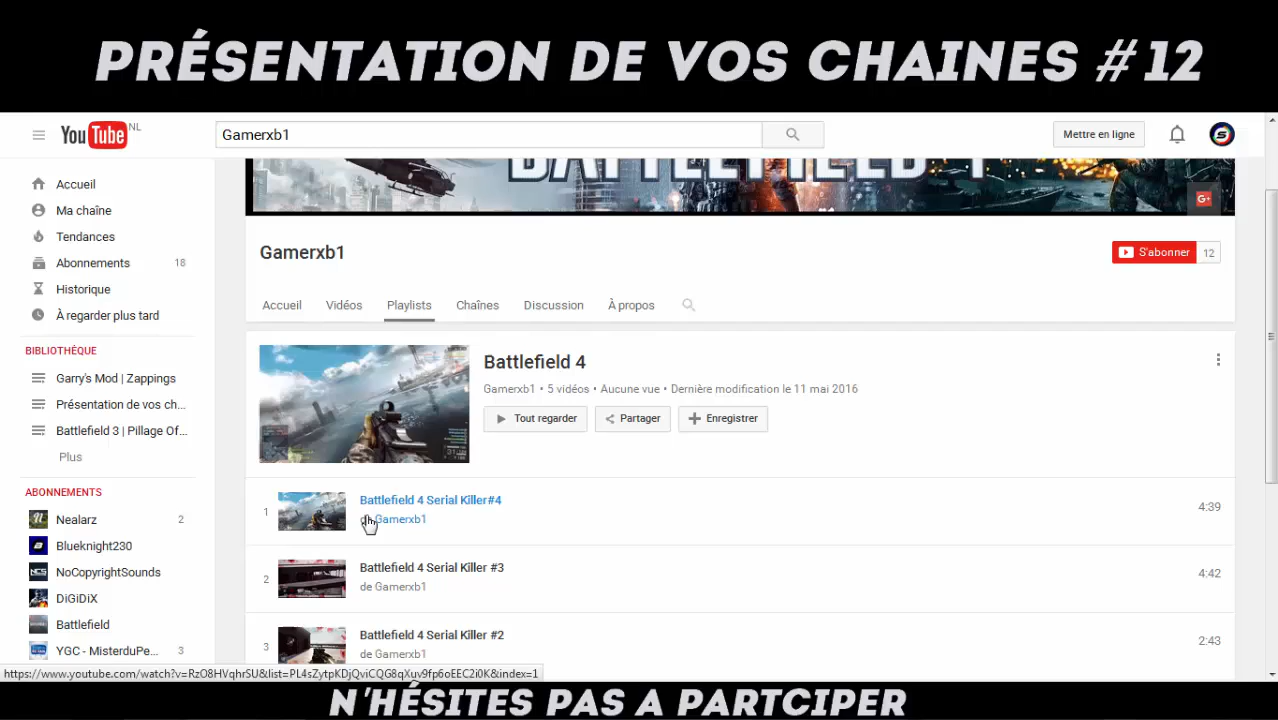 PRÉSENTATION DE VOS CHAINES #12
YouTube NL
Gamerxb1
Mettre en ligne
BATTLEFIELD 4
G+
Accueil
Ma chaîne
Tendances
Abonnements 18
Historique
À regarder plus tard
BIBLIOTHÈQUE
Garry's Mod | Zappings
Présentation de vos ch...
Battlefield 3 | Pillage Of...
Plus
ABONNEMENTS
Nealarz 2
Blueknight230
NoCopyrightSounds
DiGiDiX
Battlefield
YGC - MisterduPe... 3
Gamerxb1
S'abonner 12
Accueil Vidéos Playlists Chaînes Discussion À propos
Battlefield 4
Gamerxb1 • 5 vidéos • Aucune vue • Dernière modification le 11 mai 2016
Tout regarder Partager Enregistrer
1 Battlefield 4 Serial Killer#4 4:39
de Gamerxb1
2 Battlefield 4 Serial Killer #3 4:42
de Gamerxb1
3 Battlefield 4 Serial Killer #2 2:43
de Gamerxb1
https://www.youtube.com/watch?v=RzO8HVqhrSU&list=PL4sZytpKDjQviCQG8qXuv9fp6oEEC2i0K&index=1
N'HÉSITES PAS A PARTCIPER